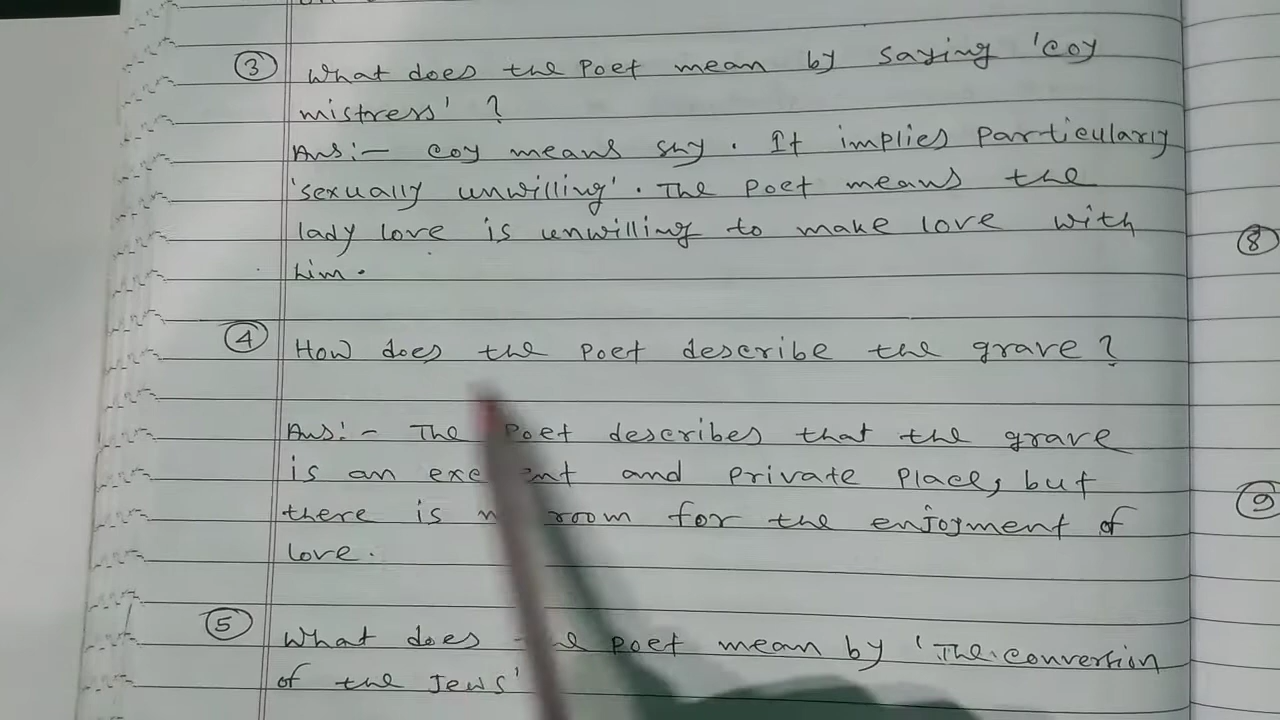 ③ What does the Poet mean by saying 'coy
mistress' ?
Ans:- coy means shy. It implies particularly
'sexually unwilling'. The Poet means the
lady love is unwilling to make love with
him.
④ How does the Poet describe the grave ?
Ans:- The Poet describes that the grave
is an and private place, but
there is room for the enjoyment of
love.
⑤ What does Poet mean by 'The convertion
of the Jews'
⑧
⑨